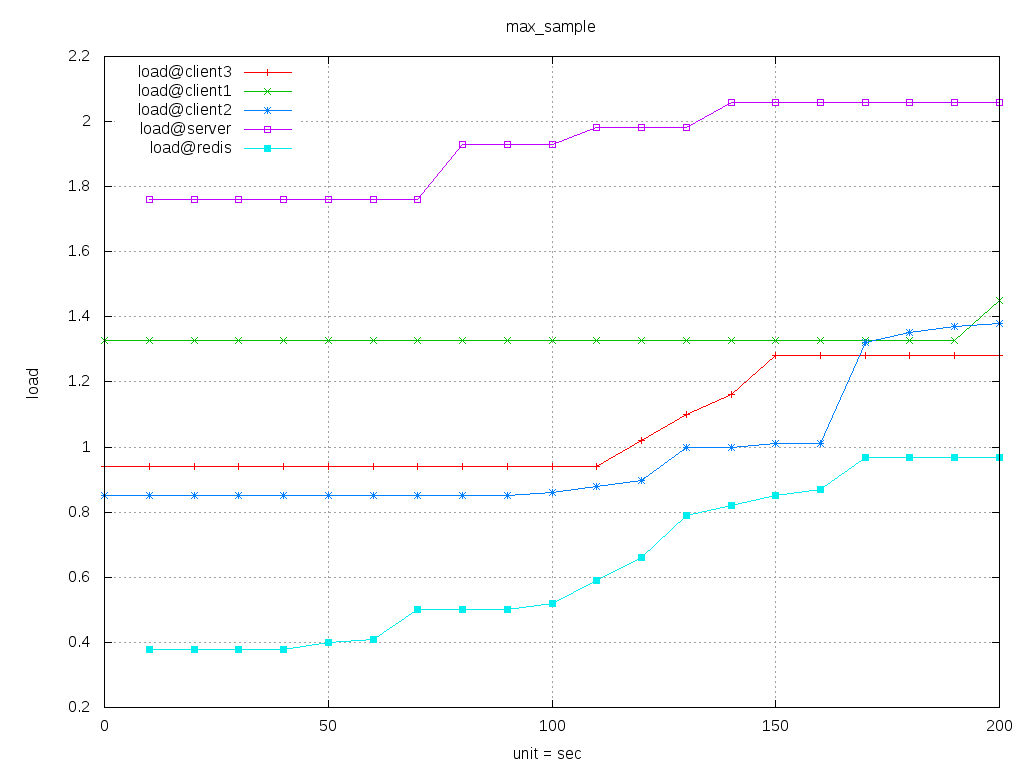 max_sample
2.2
2
1.8
1.6
1.4
1.2
1
0.8
0.6
0.4
0.2
load@client3
load@client1
load@client2
load@server
load@redis
load
0 50 100 150 200
unit = sec